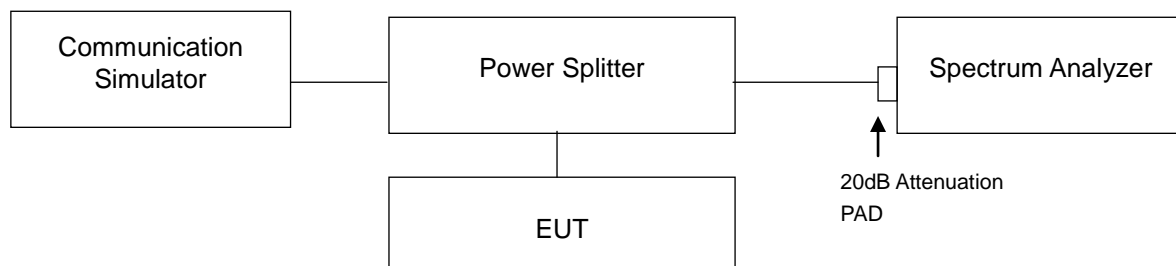 Communication
Simulator
Power Splitter
Spectrum Analyzer
20dB Attenuation
PAD
EUT